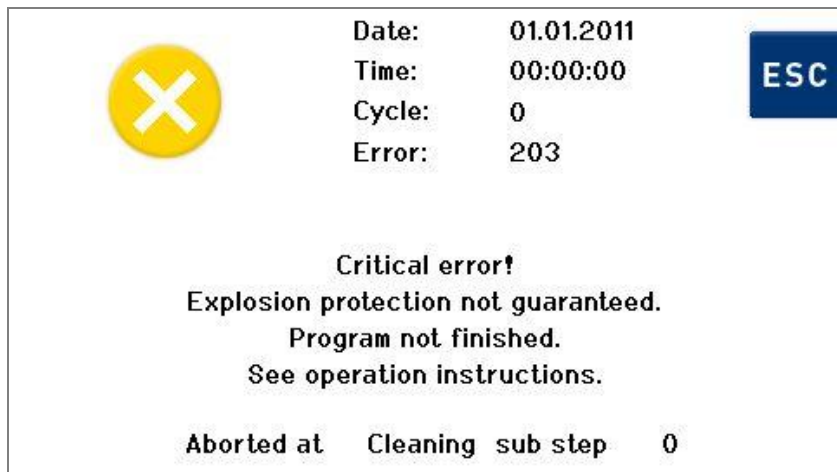 Date: 01.01.2011
Time: 00:00:00
ESC
Cycle: 0
Error: 203
Critical error!
Explosion protection not guaranteed.
Program not finished.
See operation instructions.
Aborted at Cleaning sub step 0